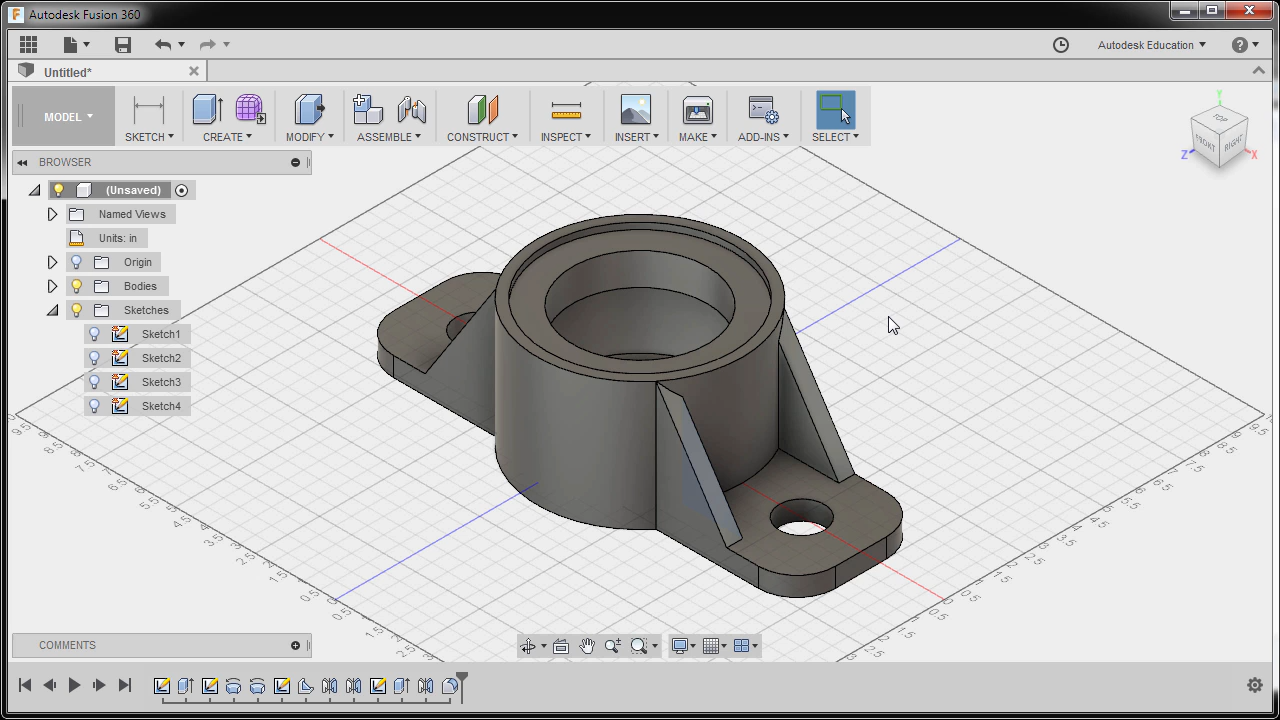 Autodesk Fusion 360
Autodesk Education
?
Untitled*
MODEL
SKETCH CREATE MODIFY ASSEMBLE CONSTRUCT INSPECT INSERT MAKE ADD-INS SELECT
Y
TOP
FRONT RIGHT
Z X
BROWSER
(Unsaved)
Named Views
Units: in
Origin
Bodies
Sketches
Sketch1
Sketch2
Sketch3
Sketch4
COMMENTS